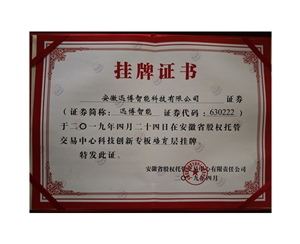 挂牌证书
安徽迅博智能科技有限公司 证券
(证券简称: 迅博智能 证券代码: 630222 )
于二〇一九年四月二十四日在安徽省股权托管
交易中心科技创新专板培育层挂牌
特发此证。
安徽省股权托管交易中心有限责任公司
二〇一九年四月